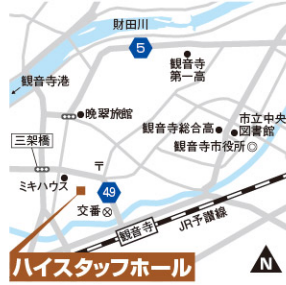 財田川
5
観音寺
第一高
観音寺港
晩翠旅館
市立中央
図書館
観音寺総合高
観音寺市役所
三架橋
〒
ミキハウス
49
交番
観音寺
JR予讃線
ハイスタッフホール
N